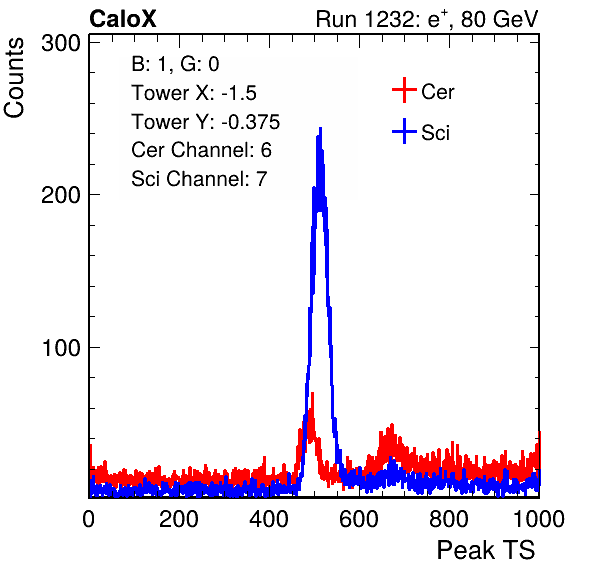 CaloX
Run 1232: e+, 80 GeV
Counts
300
200
100
B: 1, G: 0
Tower X: -1.5
Tower Y: -0.375
Cer Channel: 6
Sci Channel: 7
Cer
Sci
0 200 400 600 800 1000
Peak TS